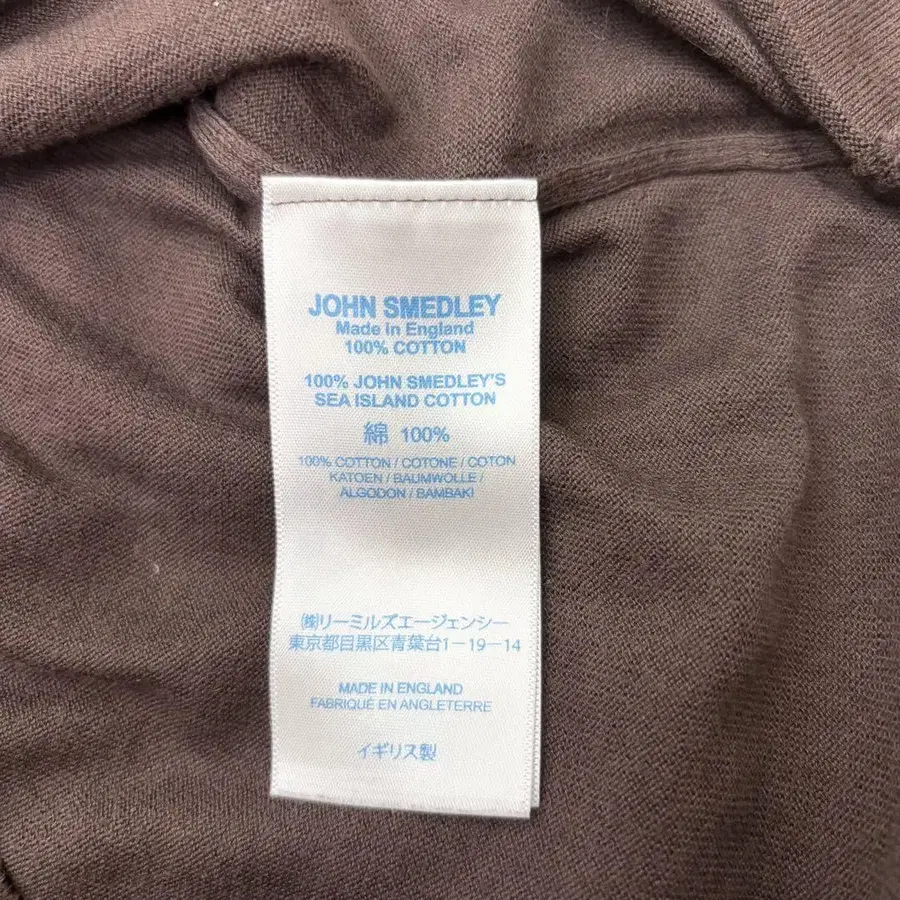 JOHN SMEDLEY
Made in England
100% COTTON
100% JOHN SMEDLEY'S
SEA ISLAND COTTON
綿 100%
100% COTTON / COTONE / COTON
KATOEN / BAUMWOLLE /
ALGODON / BAMBAKI
㈱リーミルズエージェンシー
東京都目黒区青葉台1-19-14
MADE IN ENGLAND
FABRIQUÉ EN ANGLETERRE
イギリス製